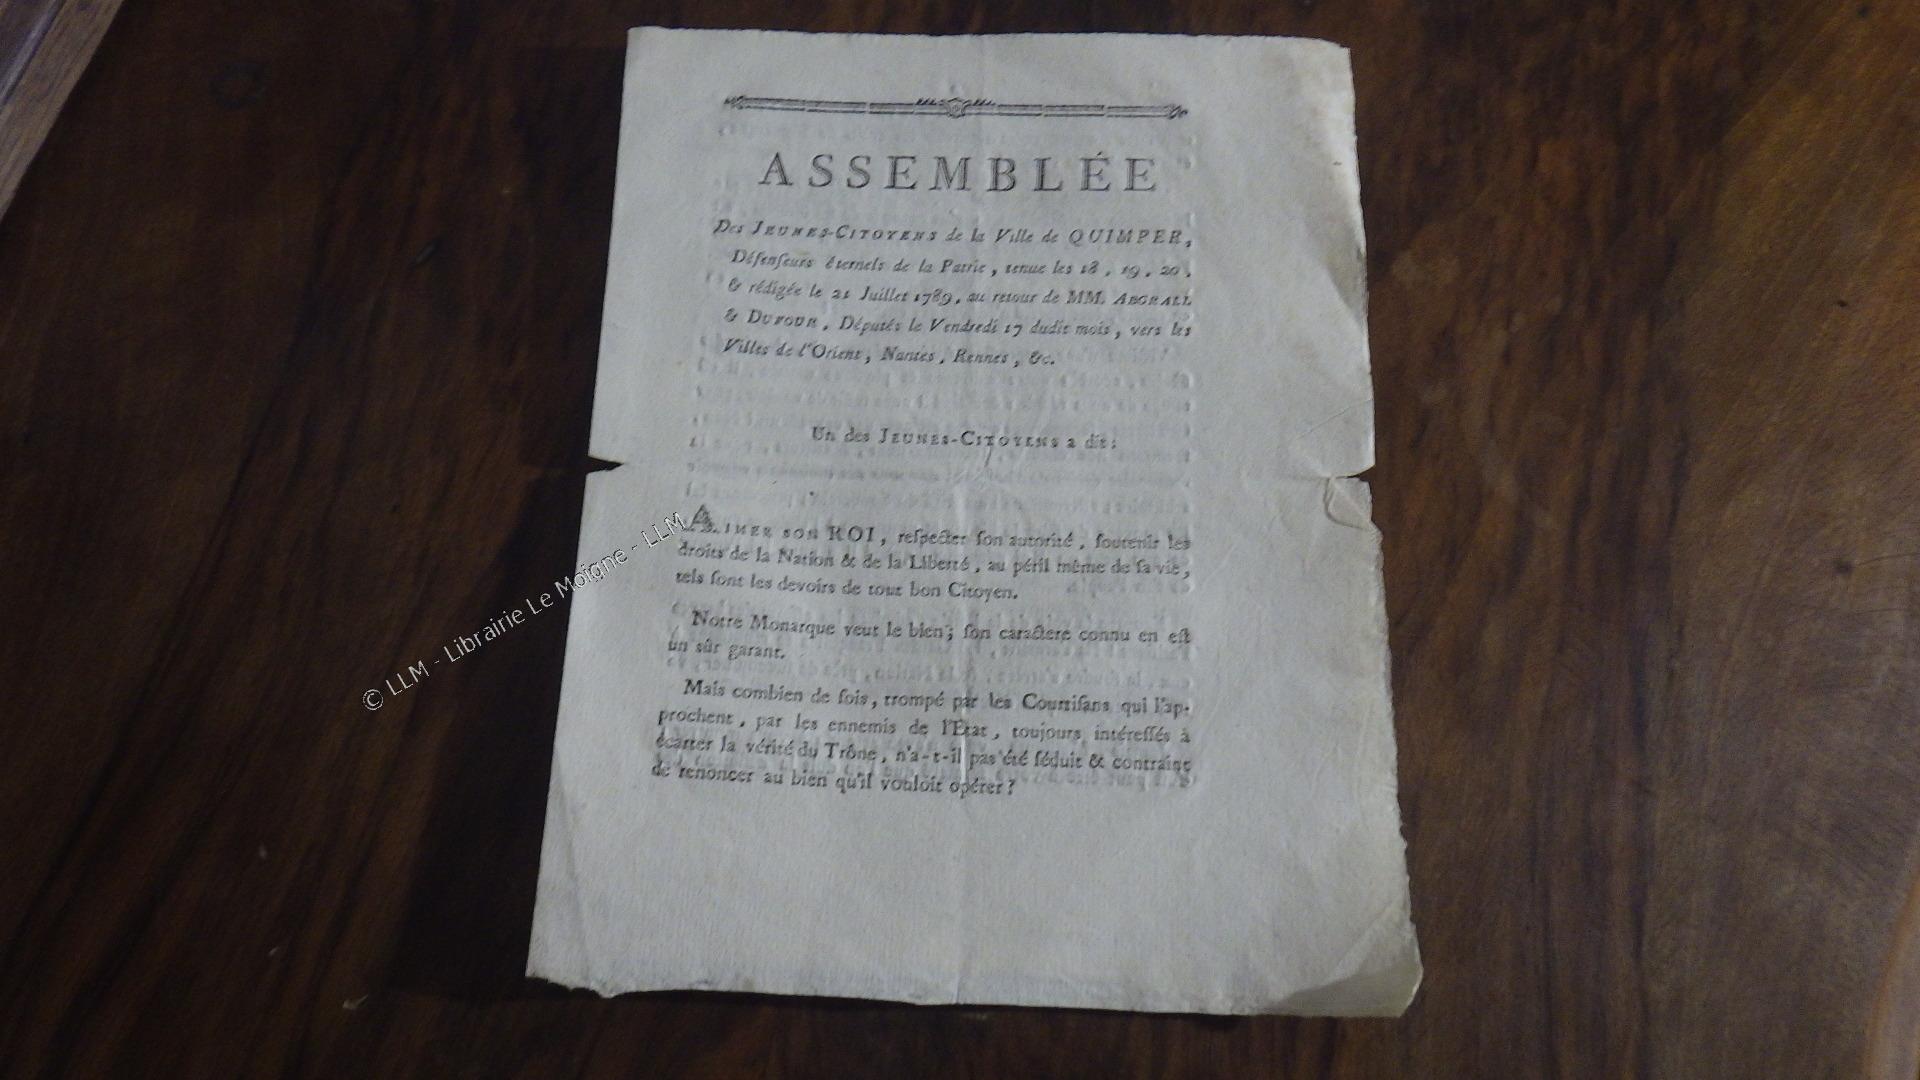 ASSEMBLÉE
Des JEUNES-CITOYENS de la Ville de QUIMPER,
Défenſeurs éternels de la Patrie, tenue les 18, 19, 20,
& rédigée le 21 Juillet 1789, au retour de MM. ABGRALL
& DUFOUR, Députés le Vendredi 17 dudit mois, vers les
Villes de l'Orient, Nantes, Rennes, &c.
Un des JEUNES-CITOYENS a dit:
AIMER SON ROI, reſpecter ſon autorité, ſoutenir les
droits de la Nation & de la Liberté, au péril même de ſa vie,
tels ſont les devoirs de tout bon Citoyen.
Notre Monarque veut le bien; ſon caractere connu en eſt
un sûr garant.
Mais combien de fois, trompé par les Courtiſans qui l'ap-
prochent, par les ennemis de l'Etat, toujours intéreſſés à
écarter la vérité du Trône, n'a-t-il pas été ſéduit & contraint
de renoncer au bien qu'il vouloit opérer?
© LLM - Librairie Le Moigne - LLM